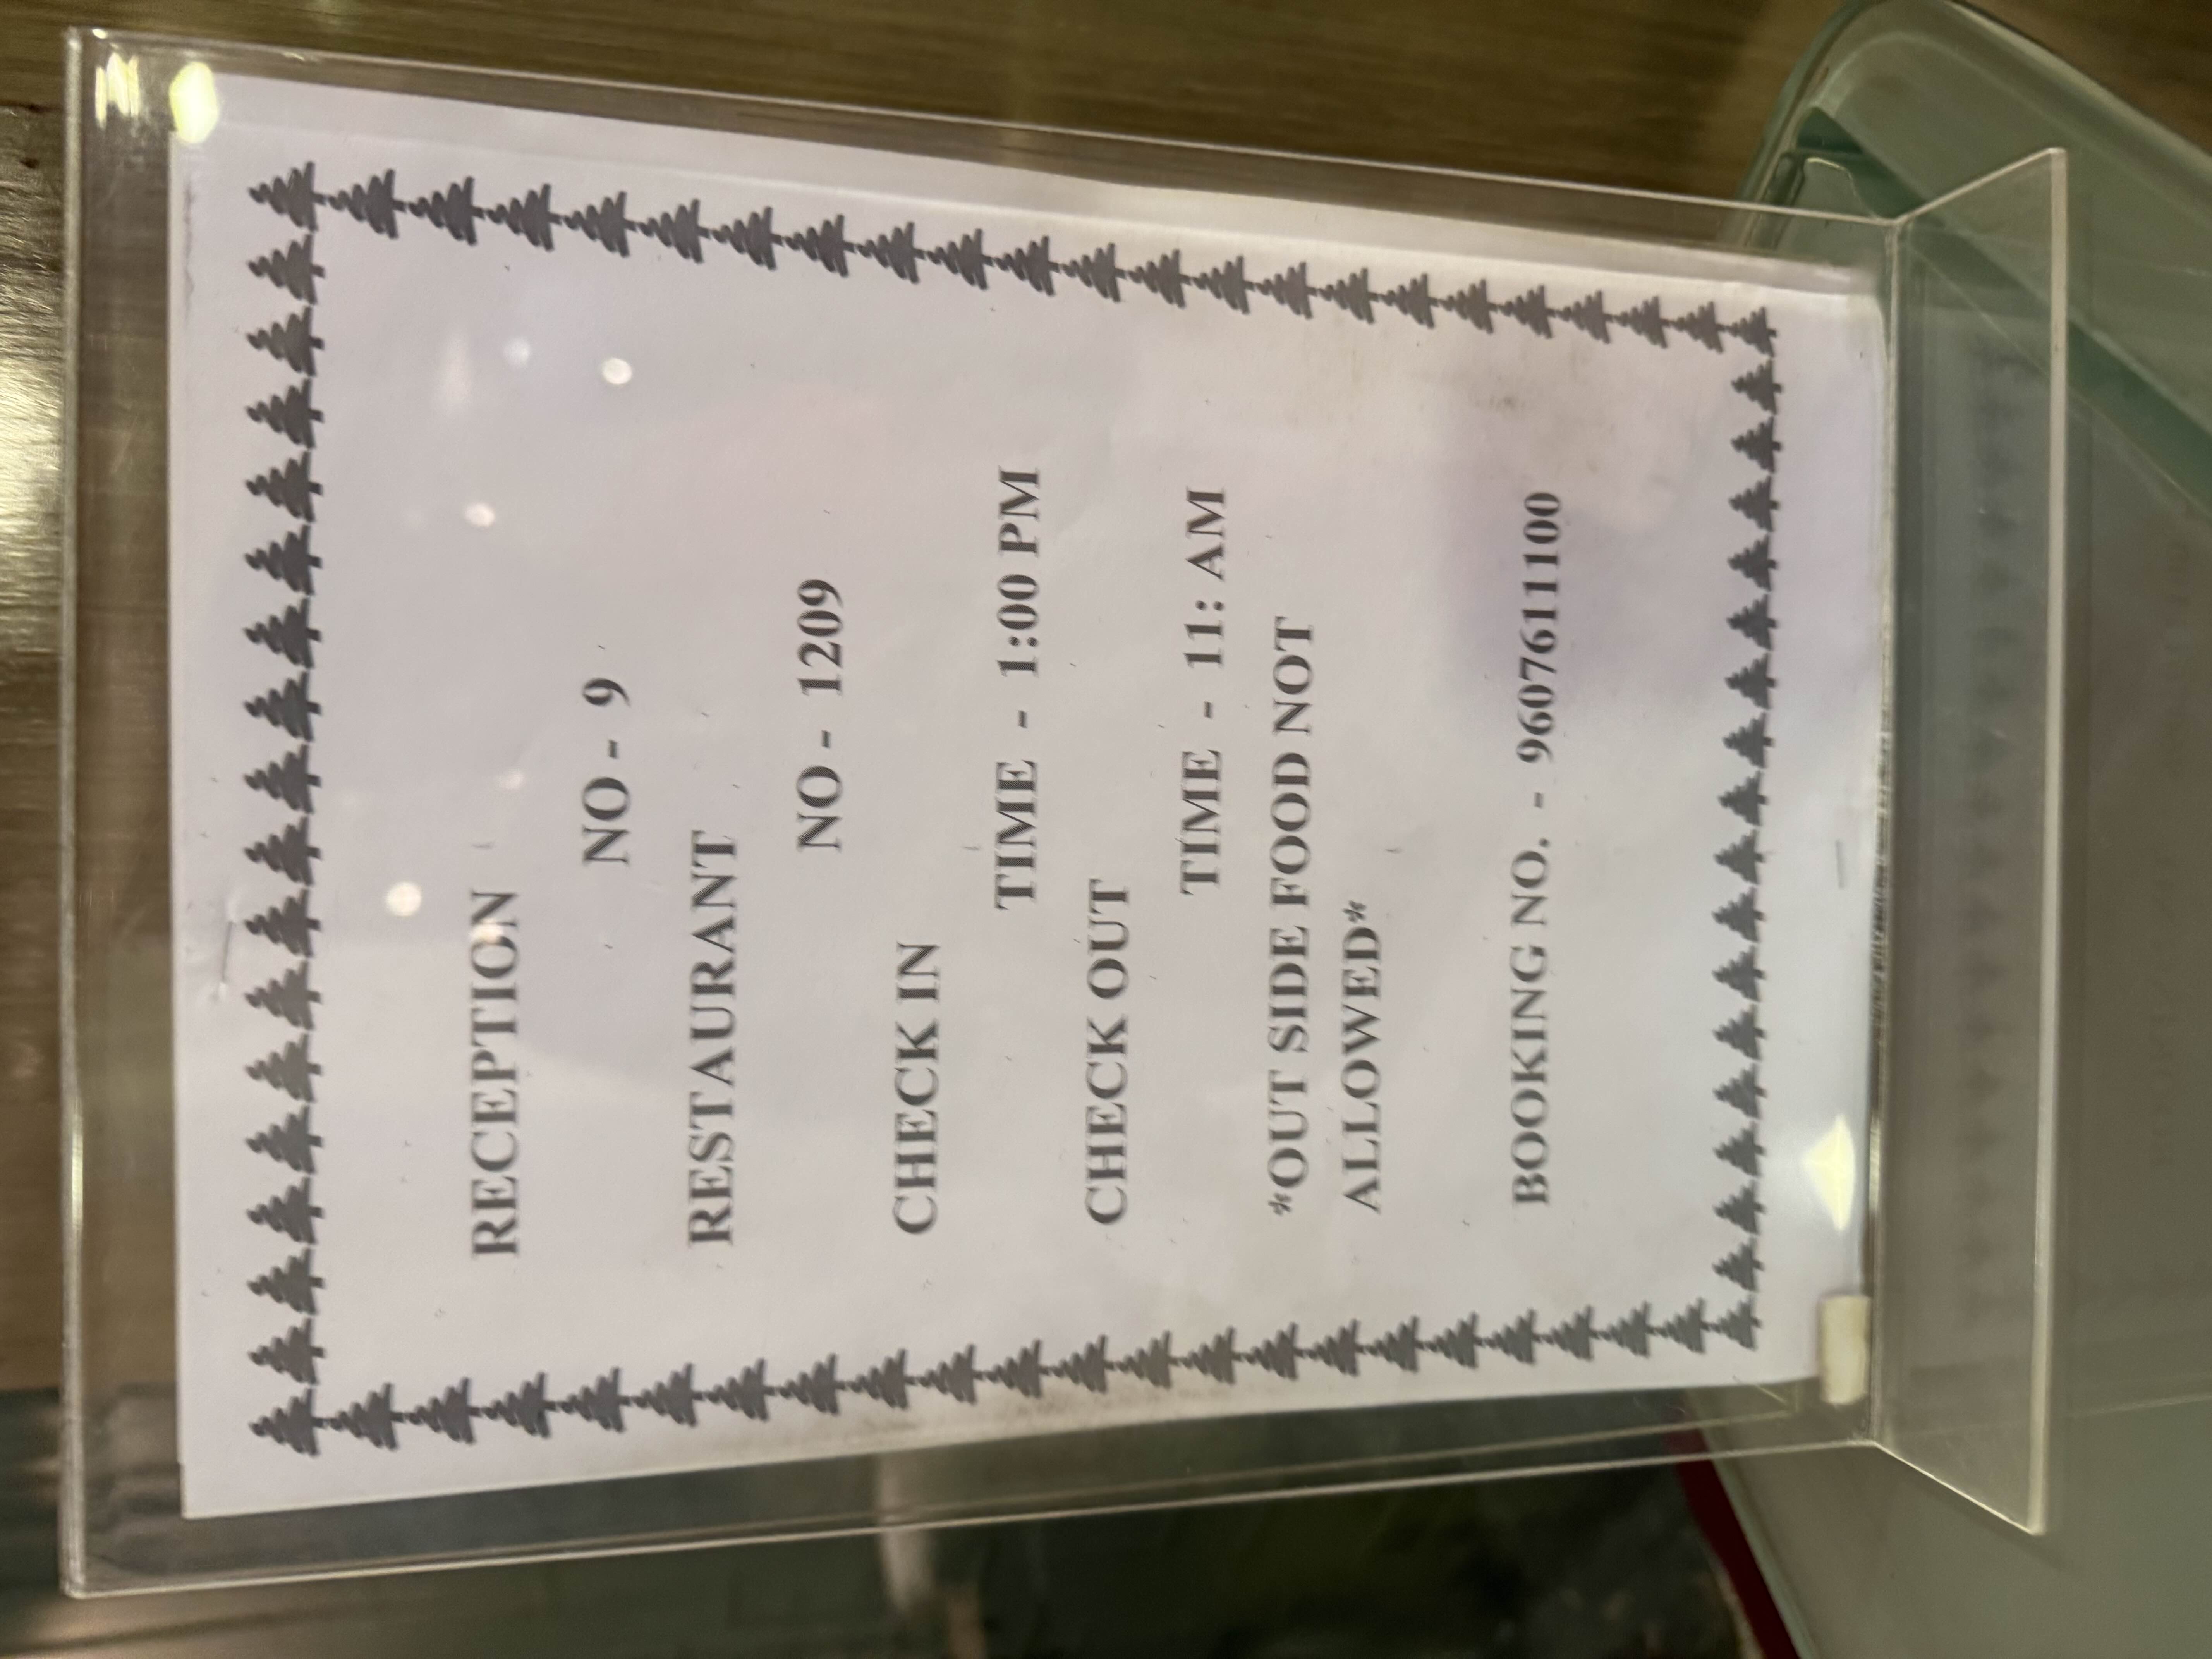 RECEPTION
NO - 9
RESTAURANT
NO - 1209
CHECK IN
TIME - 1:00 PM
CHECK OUT
TIME - 11: AM
*OUT SIDE FOOD NOT
ALLOWED*
BOOKING NO. - 9607611100